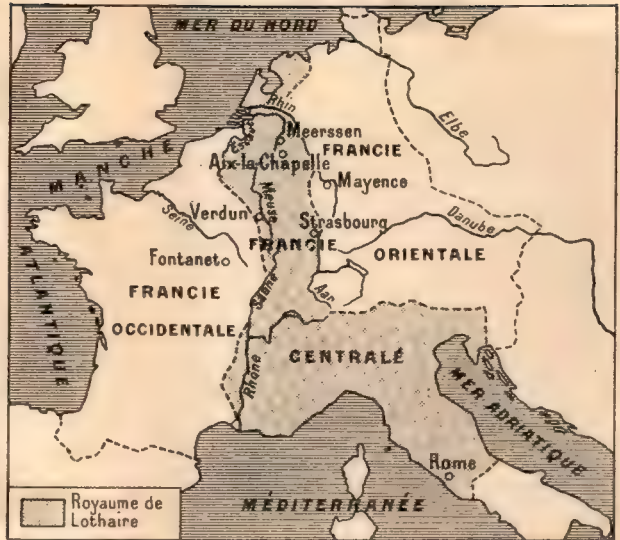 MER DU NORD
Rhin
Elbe
Escaut
Meerssen
MANCHE
Aix-la-Chapelle
FRANCIE
Meuse
Mayence
Seine
Verdun
Strasbourg
Danube
ATLANTIQUE
Fontaneto
FRANCIE
ORIENTALE
FRANCIE
Saône
Aar
OCCIDENTALE
CENTRALE
Rhône
MER ADRIATIQUE
Rome
MÉDITERRANÉE
Royaume de
Lothaire